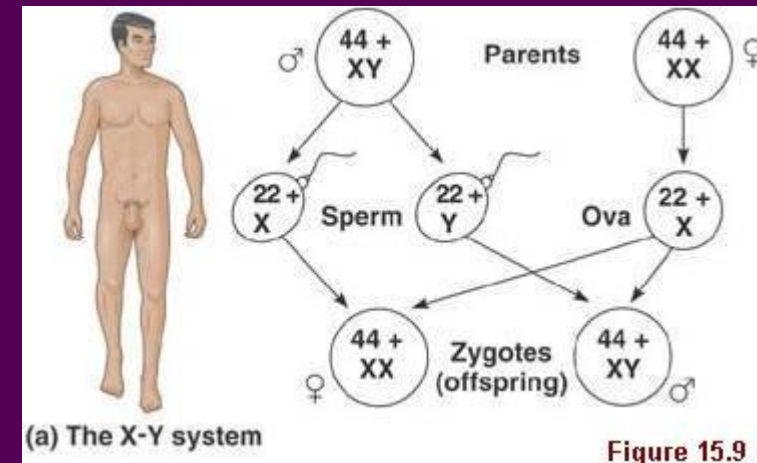 ♂ 44 + XY
Parents
44 + XX ♀
22 + X
Sperm
22 + Y
Ova
22 + X
♀ 44 + XX
Zygotes
(offspring)
44 + XY ♂
(a) The X-Y system
Figure 15.9